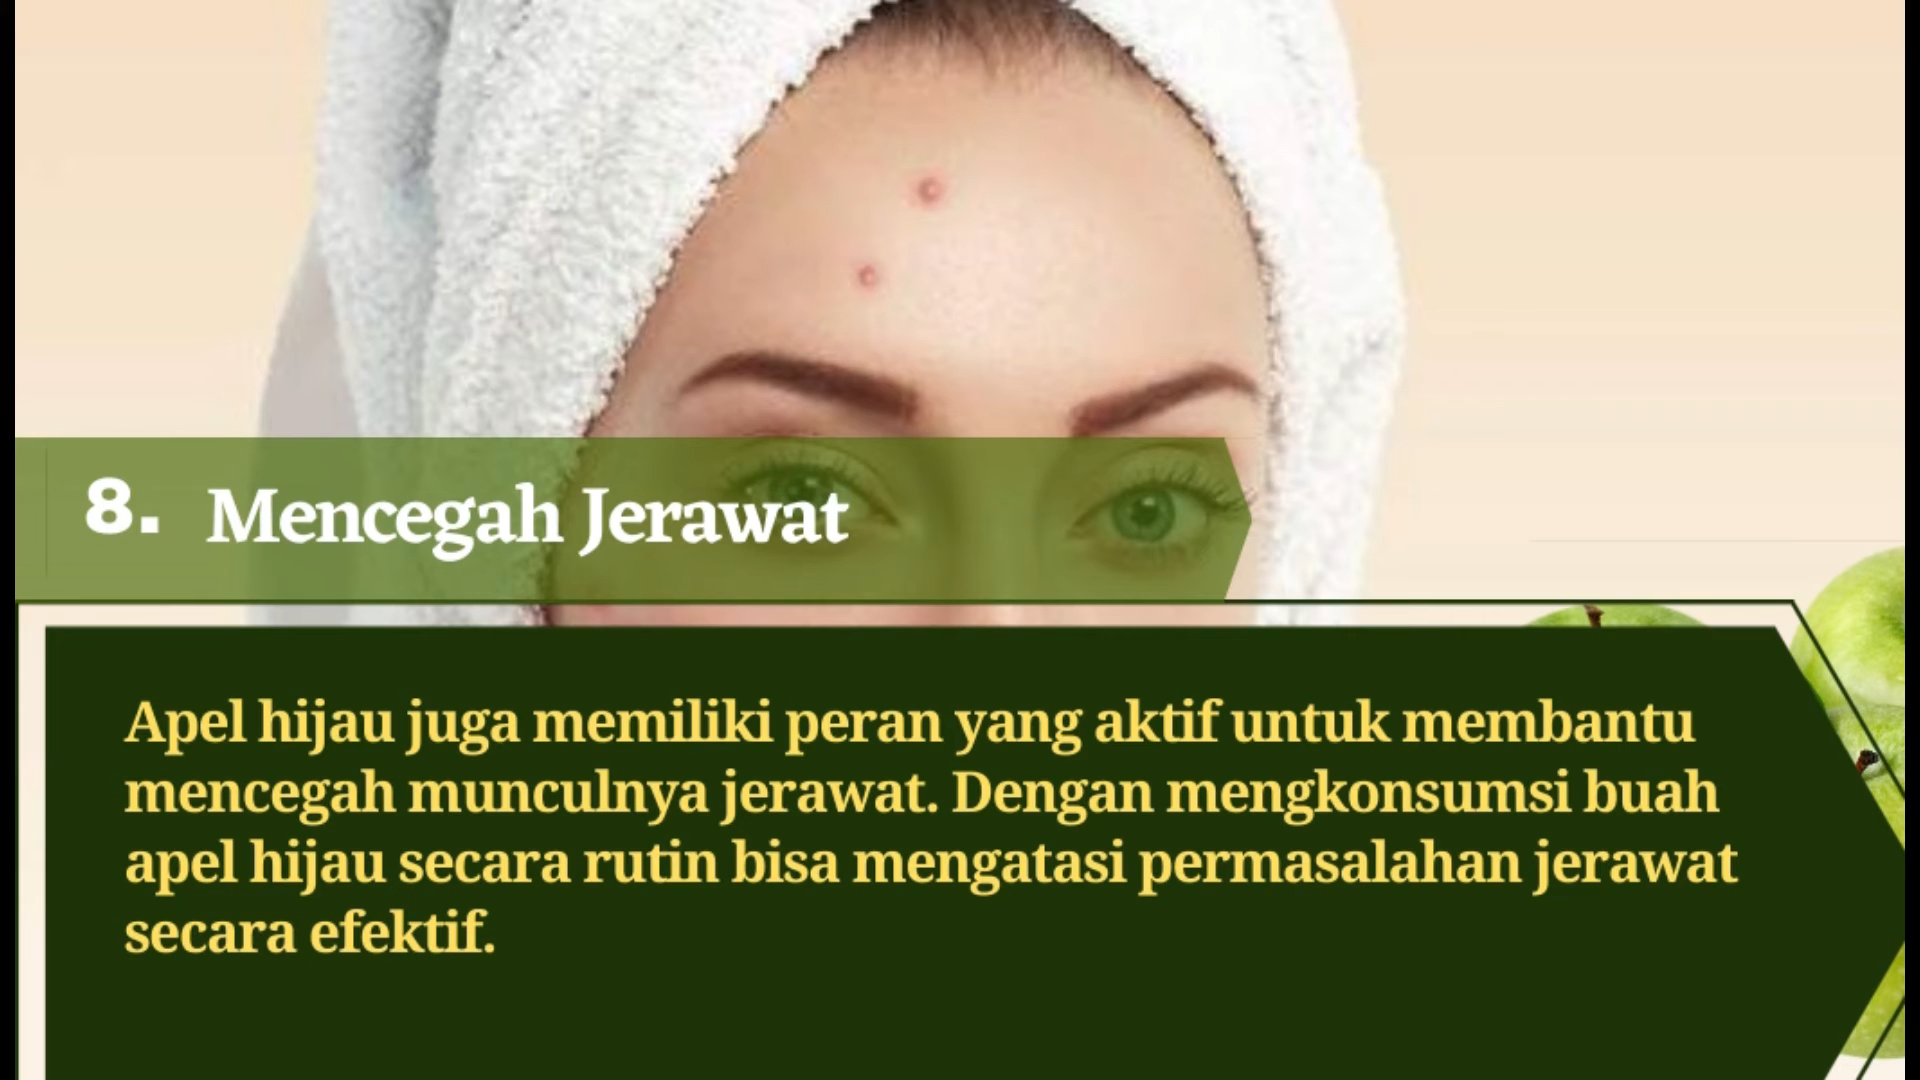 8. Mencegah Jerawat
Apel hijau juga memiliki peran yang aktif untuk membantu
mencegah munculnya jerawat. Dengan mengkonsumsi buah
apel hijau secara rutin bisa mengatasi permasalahan jerawat
secara efektif.